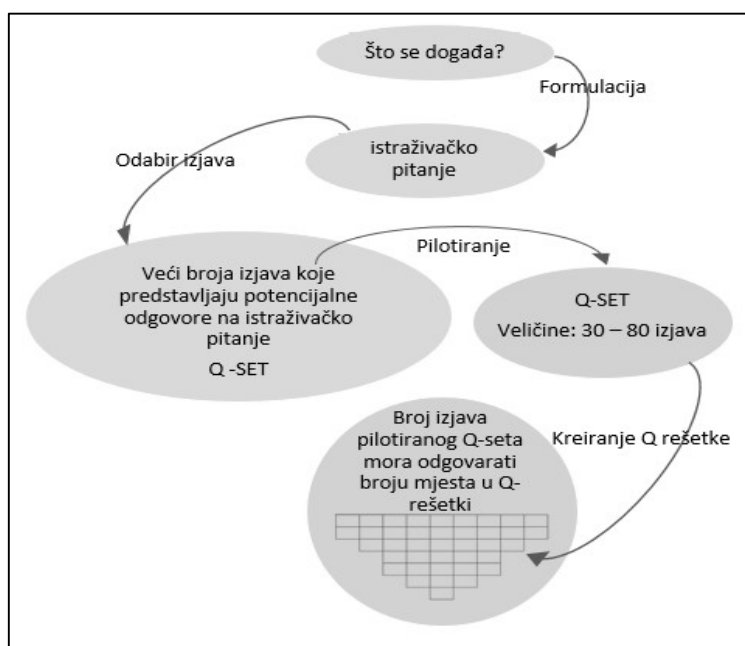 Što se događa?
Formulacija
istraživačko
pitanje
Odabir izjava
Pilotiranje
Veći broja izjava koje
predstavljaju potencijalne
odgovore na istraživačko
pitanje
Q -SET
Q-SET
Veličine: 30 – 80 izjava
Kreiranje Q rešetke
Broj izjava
pilotiranog Q-seta
mora odgovarati
broju mjesta u Q-
rešetki